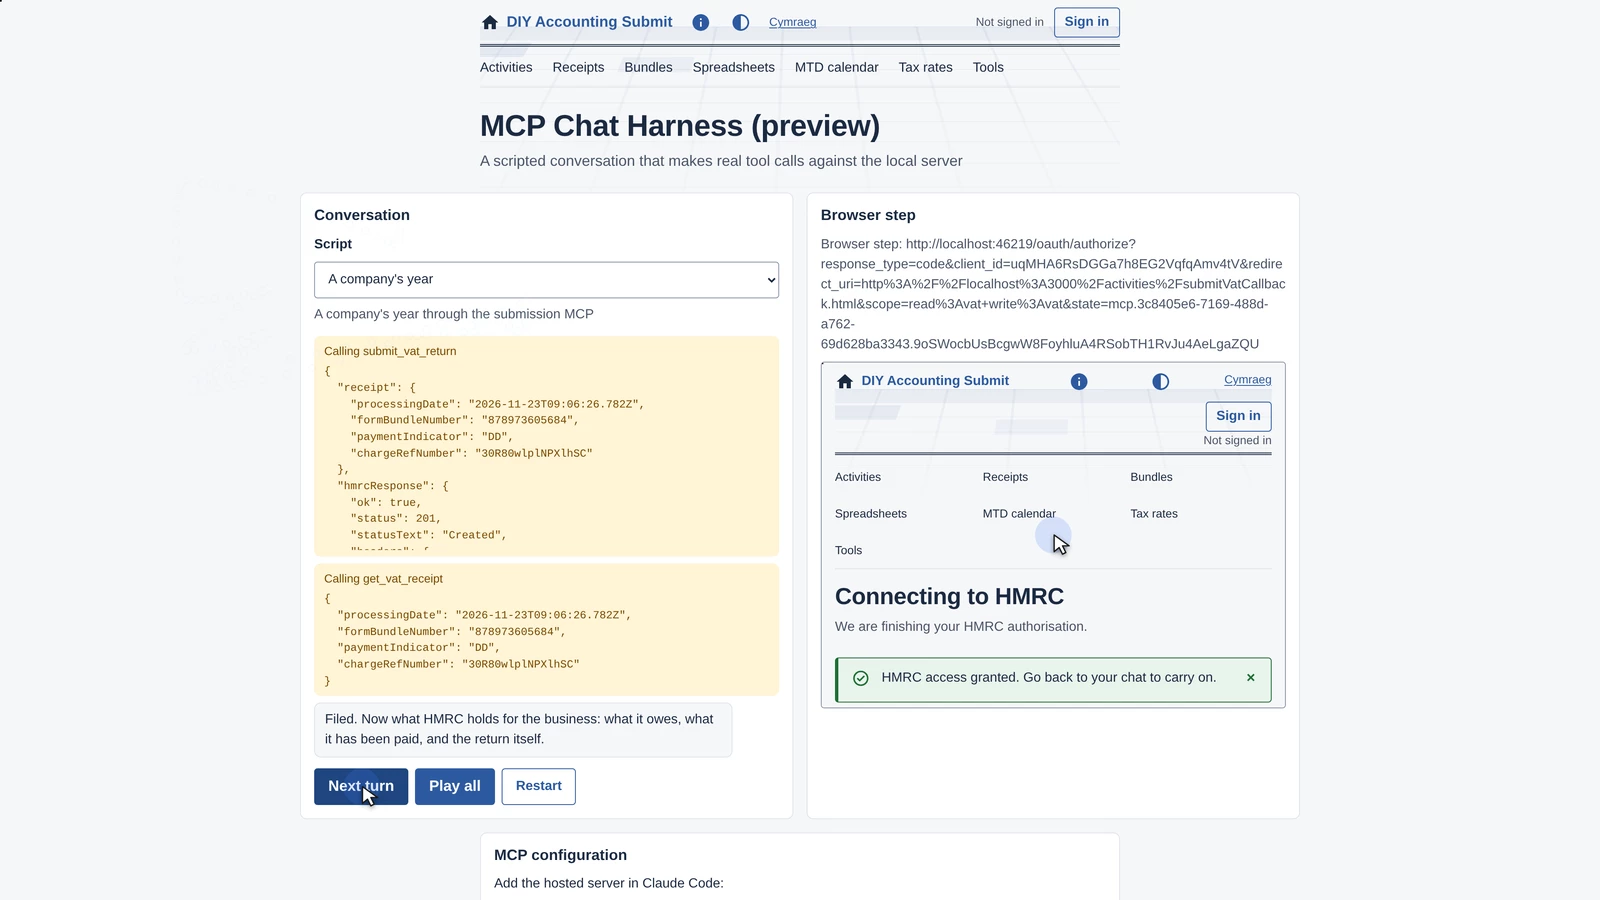 DIY Accounting Submit
Cymraeg
Not signed in
Sign in
Activities
Receipts
Bundles
Spreadsheets
MTD calendar
Tax rates
Tools
MCP Chat Harness (preview)
A scripted conversation that makes real tool calls against the local server
Conversation
Script
A company's year
A company's year through the submission MCP
Calling submit_vat_return
{
"receipt": {
"processingDate": "2026-11-23T09:06:26.782Z",
"formBundleNumber": "878973605684",
"paymentIndicator": "DD",
"chargeRefNumber": "30R80wlplNPXlhSC"
},
"hmrcResponse": {
"ok": true,
"status": 201,
"statusText": "Created",
"headers": {
Calling get_vat_receipt
{
"processingDate": "2026-11-23T09:06:26.782Z",
"formBundleNumber": "878973605684",
"paymentIndicator": "DD",
"chargeRefNumber": "30R80wlplNPXlhSC"
}
Filed. Now what HMRC holds for the business: what it owes, what
it has been paid, and the return itself.
Next turn
Play all
Restart
Browser step
Browser step: http://localhost:46219/oauth/authorize?
response_type=code&client_id=uqMHA6RsDGGa7h8EG2VqfqAmv4tV&redire
ct_uri=http%3A%2F%2Flocalhost%3A3000%2Factivities%2FsubmitVatCallbac
k.html&scope=read%3Avat+write%3Avat&state=mcp.3c8405e6-7169-488d-
a762-
69d628ba3343.9oSWocbUsBcgwW8FoyhluA4RSobTH1RvJu4AeLgaZQU
DIY Accounting Submit
Cymraeg
Sign in
Not signed in
Activities
Receipts
Bundles
Spreadsheets
MTD calendar
Tax rates
Tools
Connecting to HMRC
We are finishing your HMRC authorisation.
HMRC access granted. Go back to your chat to carry on.
MCP configuration
Add the hosted server in Claude Code: